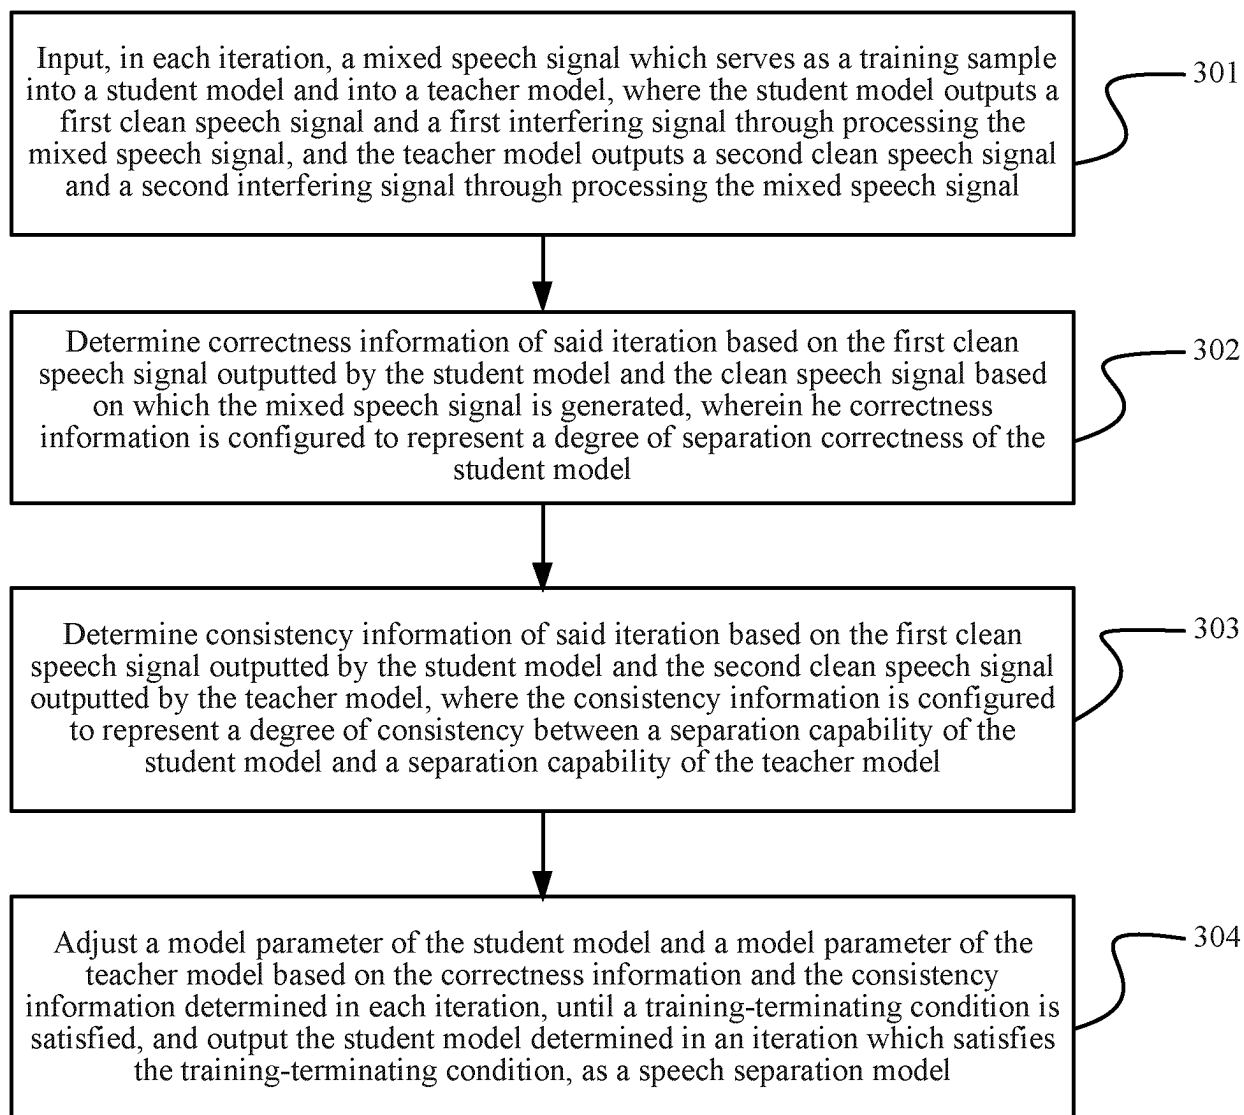 Input, in each iteration, a mixed speech signal which serves as a training sample
into a student model and into a teacher model, where the student model outputs a
first clean speech signal and a first interfering signal through processing the
mixed speech signal, and the teacher model outputs a second clean speech signal
and a second interfering signal through processing the mixed speech signal
301
Determine correctness information of said iteration based on the first clean
speech signal outputted by the student model and the clean speech signal based
on which the mixed speech signal is generated, wherein he correctness
information is configured to represent a degree of separation correctness of the
student model
302
Determine consistency information of said iteration based on the first clean
speech signal outputted by the student model and the second clean speech signal
outputted by the teacher model, where the consistency information is configured
to represent a degree of consistency between a separation capability of the
student model and a separation capability of the teacher model
303
Adjust a model parameter of the student model and a model parameter of the
teacher model based on the correctness information and the consistency
information determined in each iteration, until a training-terminating condition is
satisfied, and output the student model determined in an iteration which satisfies
the training-terminating condition, as a speech separation model
304